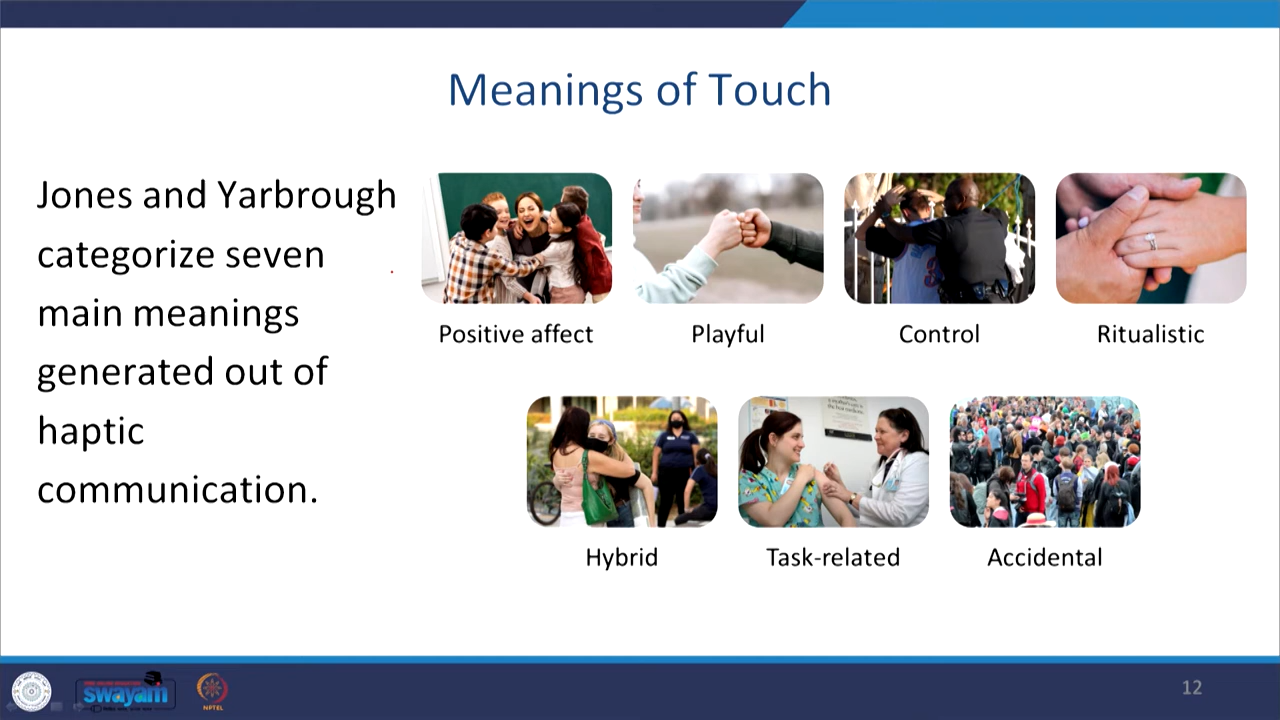 Meanings of Touch
Jones and Yarbrough
categorize seven
main meanings
generated out of
haptic
communication.
Positive affect
Playful
Control
Ritualistic
Hybrid
Task-related
Accidental
swayam
NPTEL
12